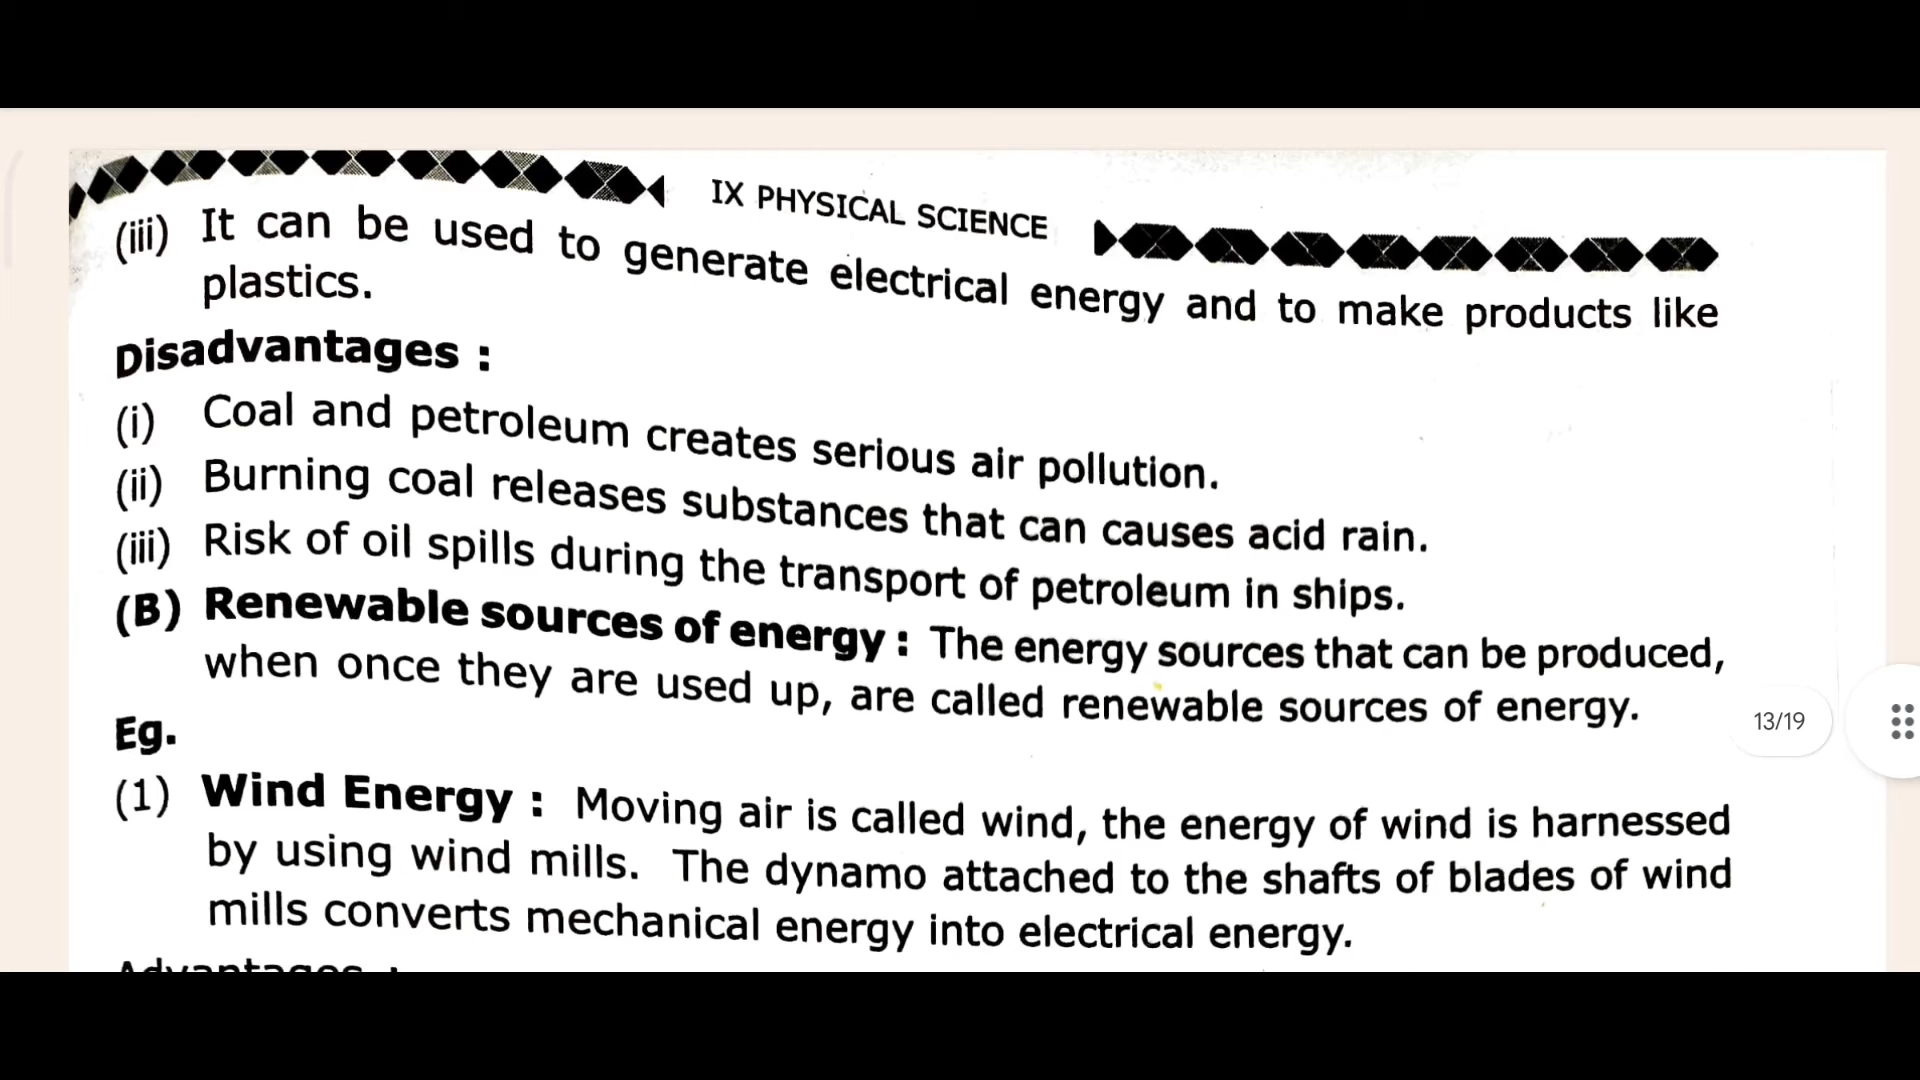 IX PHYSICAL SCIENCE
(iii) It can be used to generate electrical energy and to make products like
plastics.
Disadvantages :
(i) Coal and petroleum creates serious air pollution.
(ii) Burning coal releases substances that can causes acid rain.
(iii) Risk of oil spills during the transport of petroleum in ships.
(B) Renewable sources of energy : The energy sources that can be produced,
when once they are used up, are called renewable sources of energy.
Eg.
13/19
(1) Wind Energy : Moving air is called wind, the energy of wind is harnessed
by using wind mills. The dynamo attached to the shafts of blades of wind
mills converts mechanical energy into electrical energy.
Advantages :